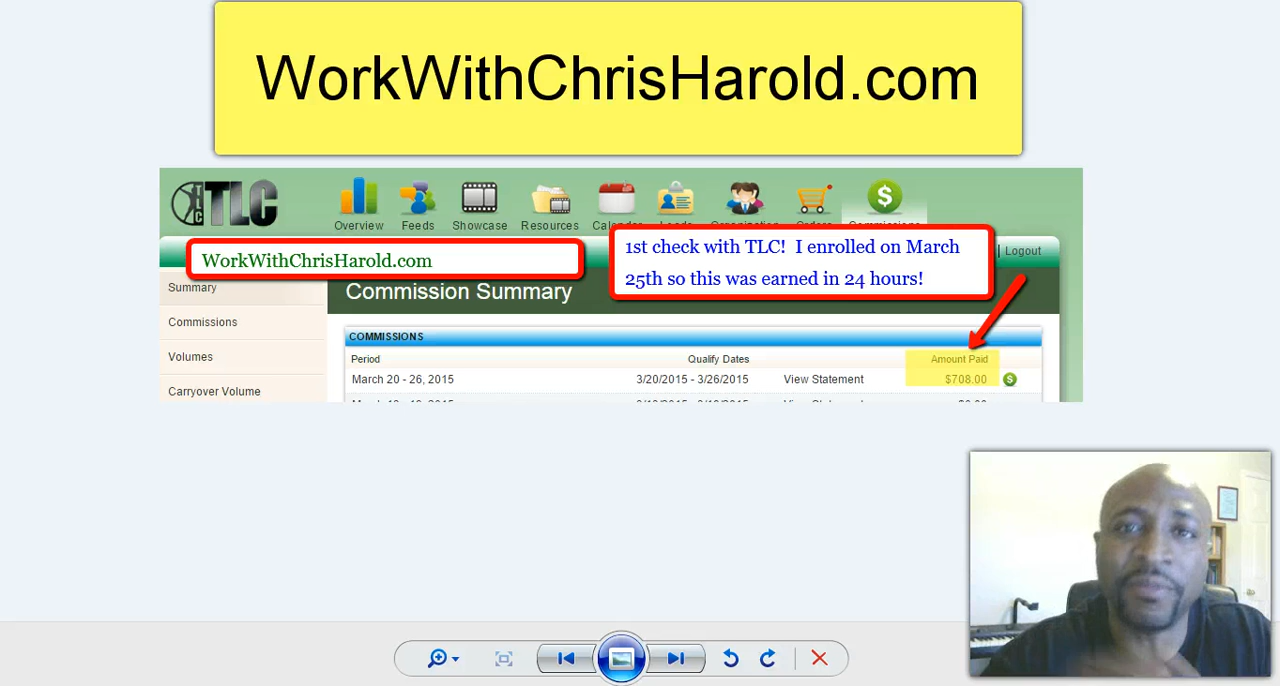 WorkWithChrisHarold.com
TLC
Overview Feeds Showcase Resources
WorkWithChrisHarold.com
1st check with TLC! I enrolled on March
25th so this was earned in 24 hours!
| Logout
Summary
Commission Summary
Commissions
COMMISSIONS
Volumes
Period Qualify Dates Amount Paid
March 20 - 26, 2015 3/20/2015 - 3/26/2015 View Statement $708.00 $
Carryover Volume